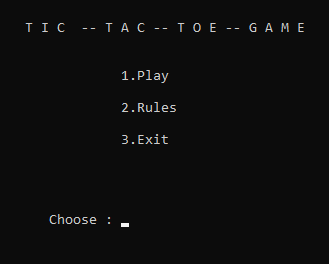 T I C -- T A C -- T O E -- G A M E
1.Play
2.Rules
3.Exit
Choose :